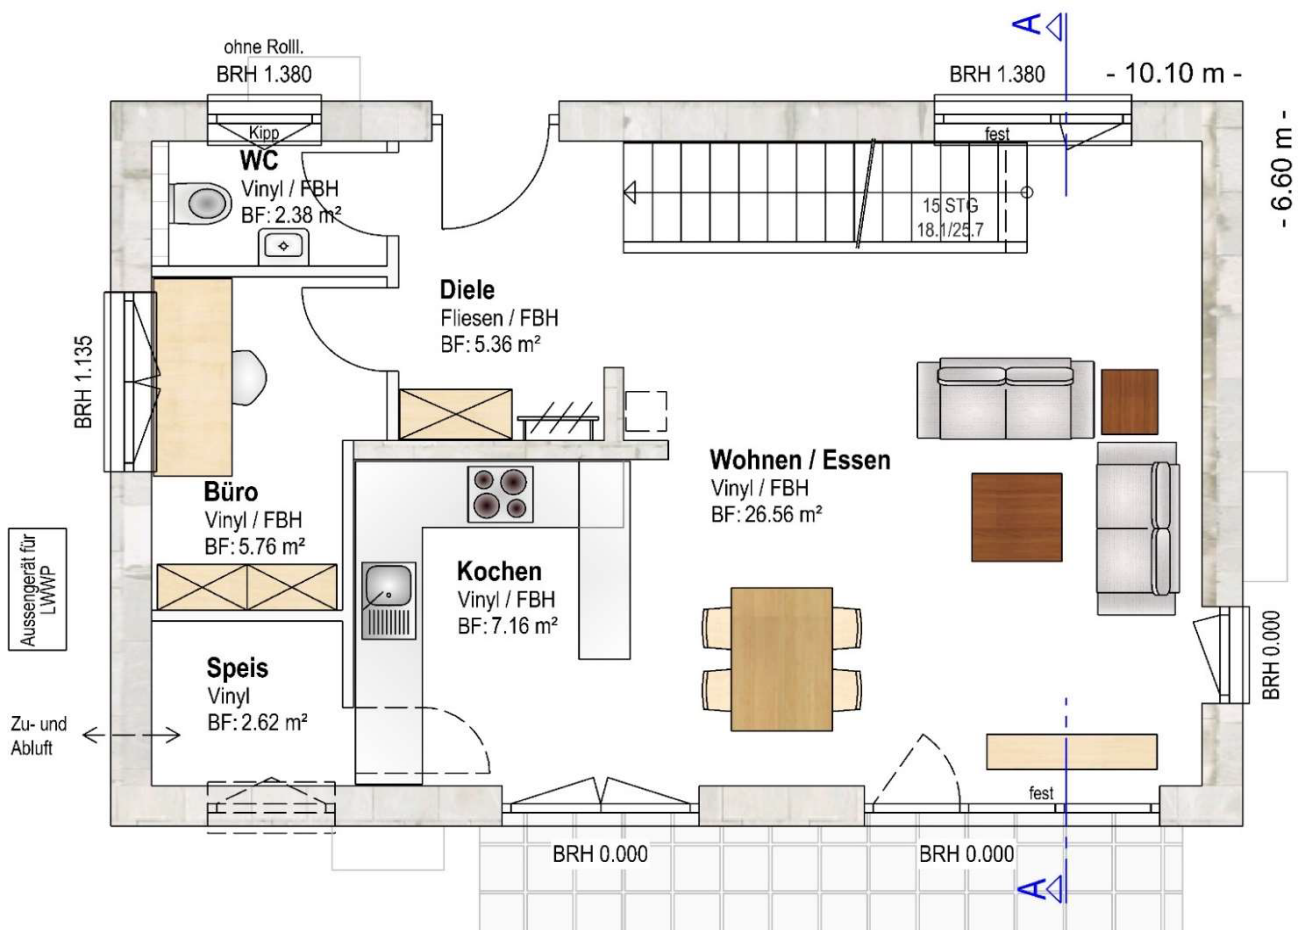 ohne Rolll.
BRH 1.380
BRH 1.380
A
- 10.10 m -
- 6.60 m -
Kipp
fest
WC
Vinyl / FBH
BF: 2.38 m²
15 STG
18.1/25.7
Diele
Fliesen / FBH
BF: 5.36 m²
BRH 1.135
Wohnen / Essen
Vinyl / FBH
BF: 26.56 m²
Büro
Vinyl / FBH
BF: 5.76 m²
Kochen
Vinyl / FBH
BF: 7.16 m²
Aussengerät für
LWWP
BRH 0.000
Speis
Vinyl
BF: 2.62 m²
Zu- und
Abluft
fest
BRH 0.000
BRH 0.000
A